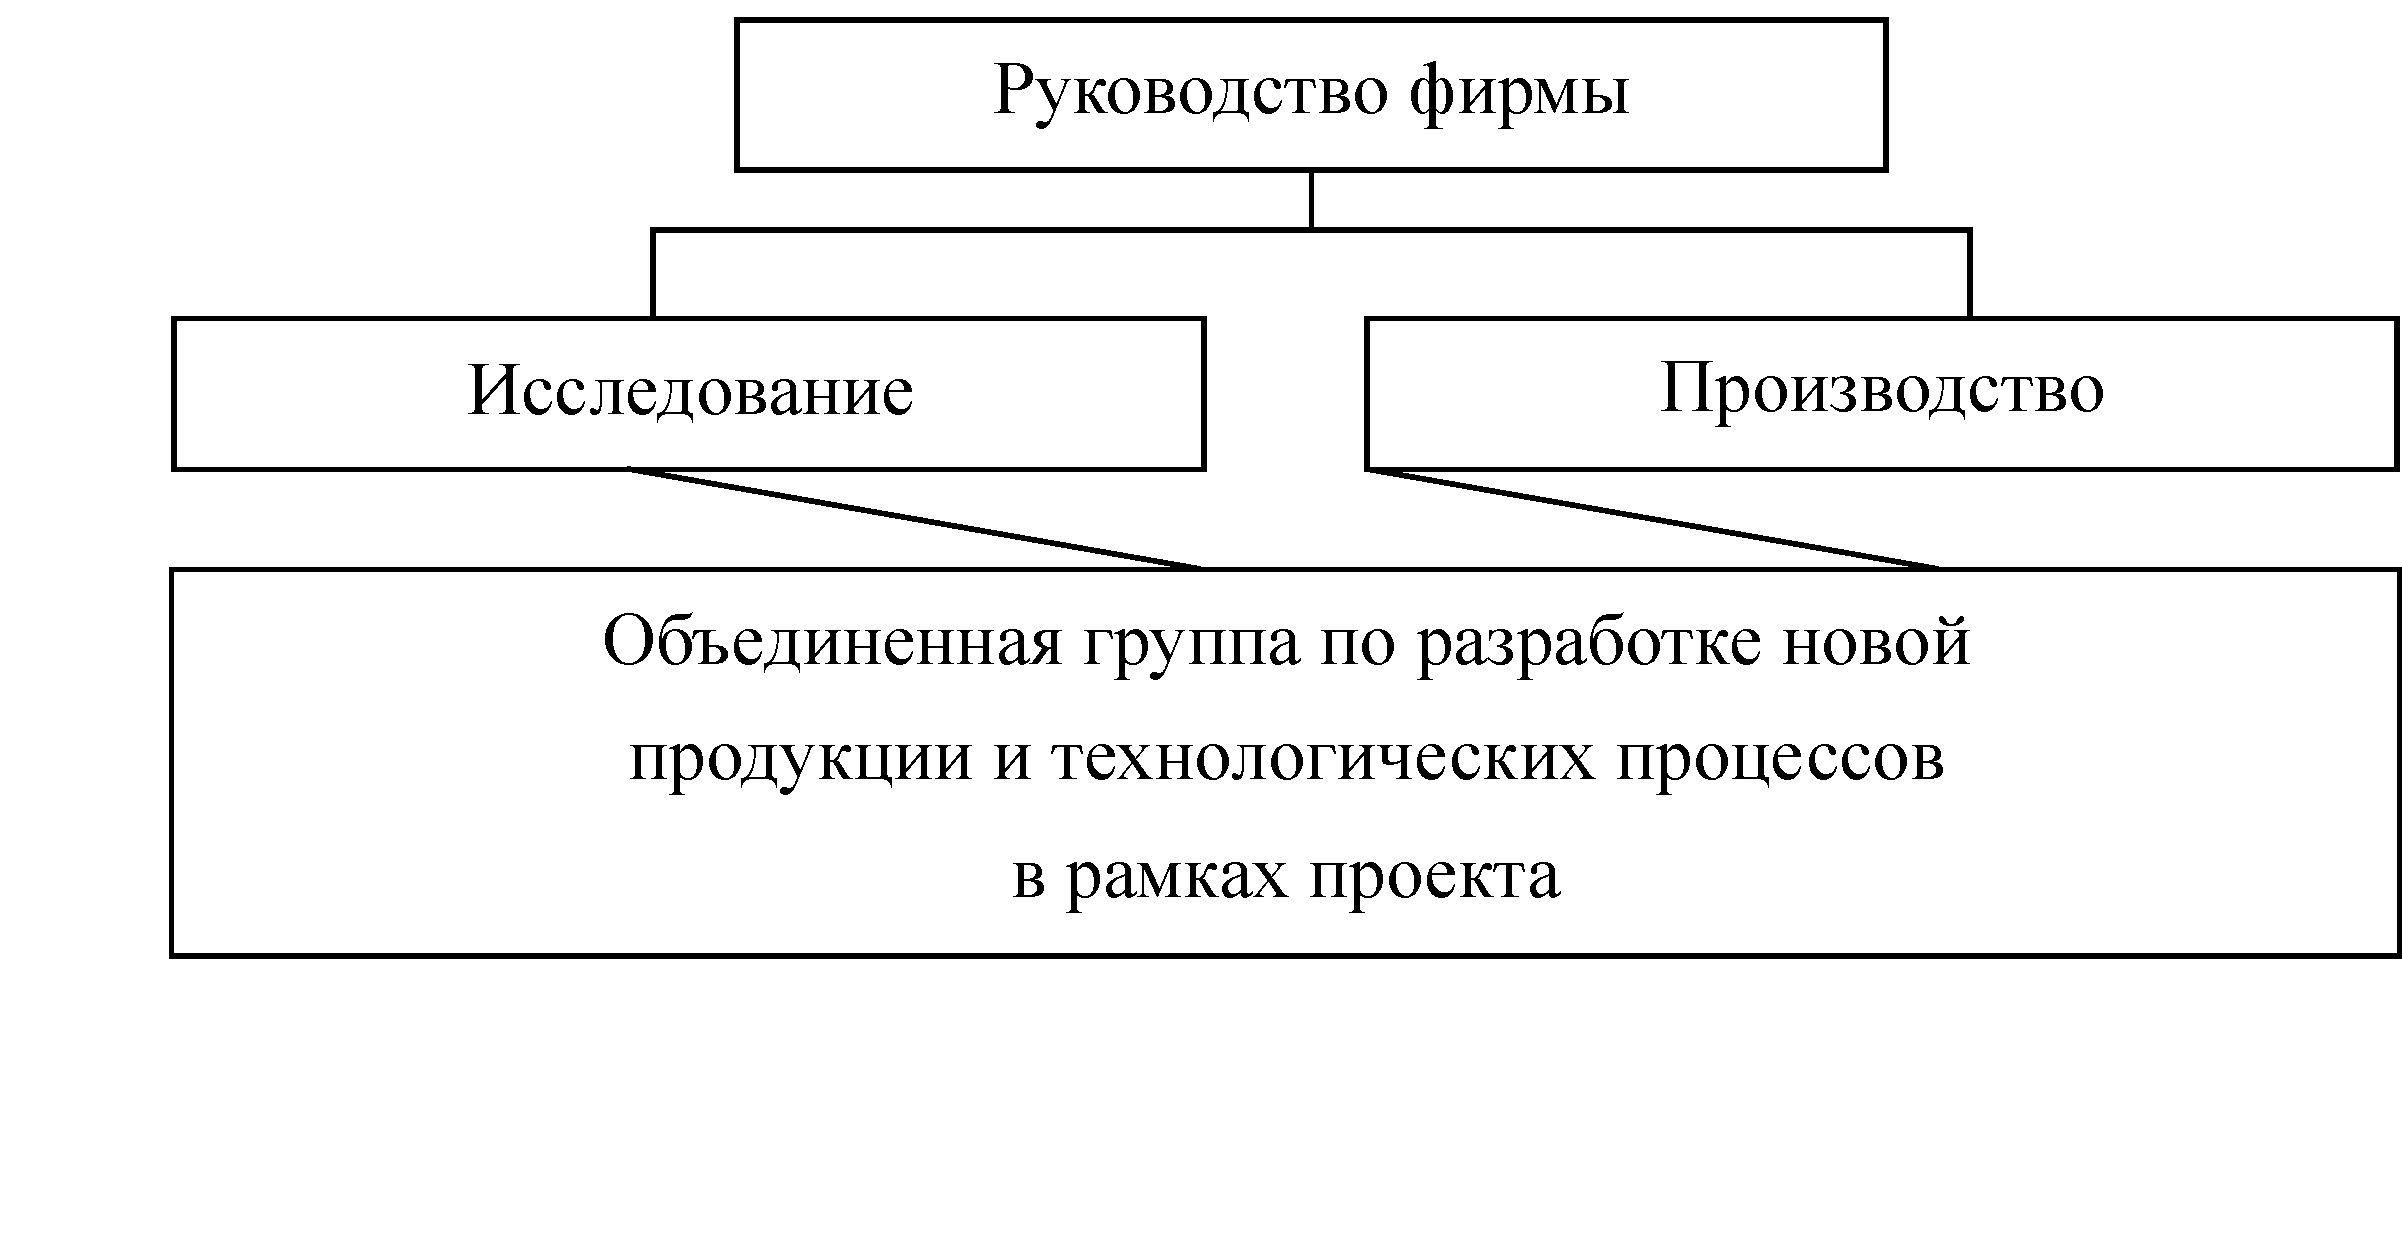 Руководство фирмы
Исследование
Производство
Объединенная группа по разработке новой
продукции и технологических процессов
в рамках проекта